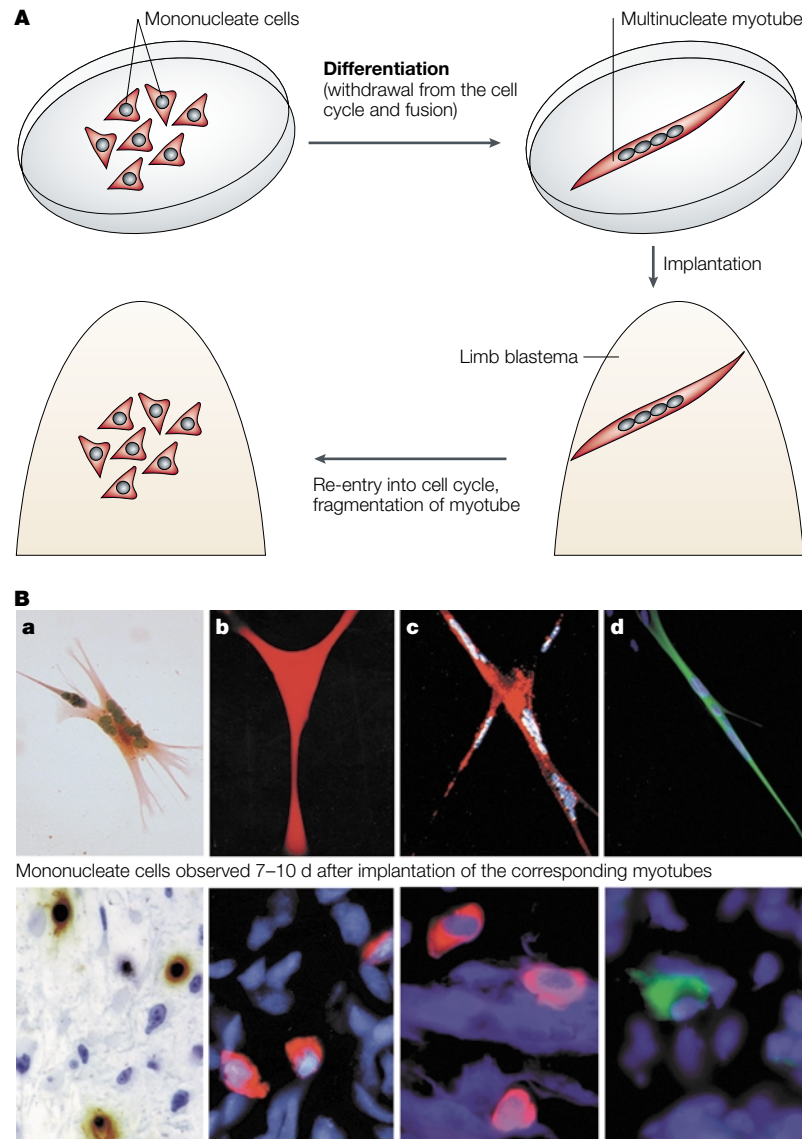 A
Mononucleate cells
Multinucleate myotube
Differentiation
(withdrawal from the cell
cycle and fusion)
Implantation
Limb blastema
Re-entry into cell cycle,
fragmentation of myotube
B
a
b
c
d
Mononucleate cells observed 7–10 d after implantation of the corresponding myotubes